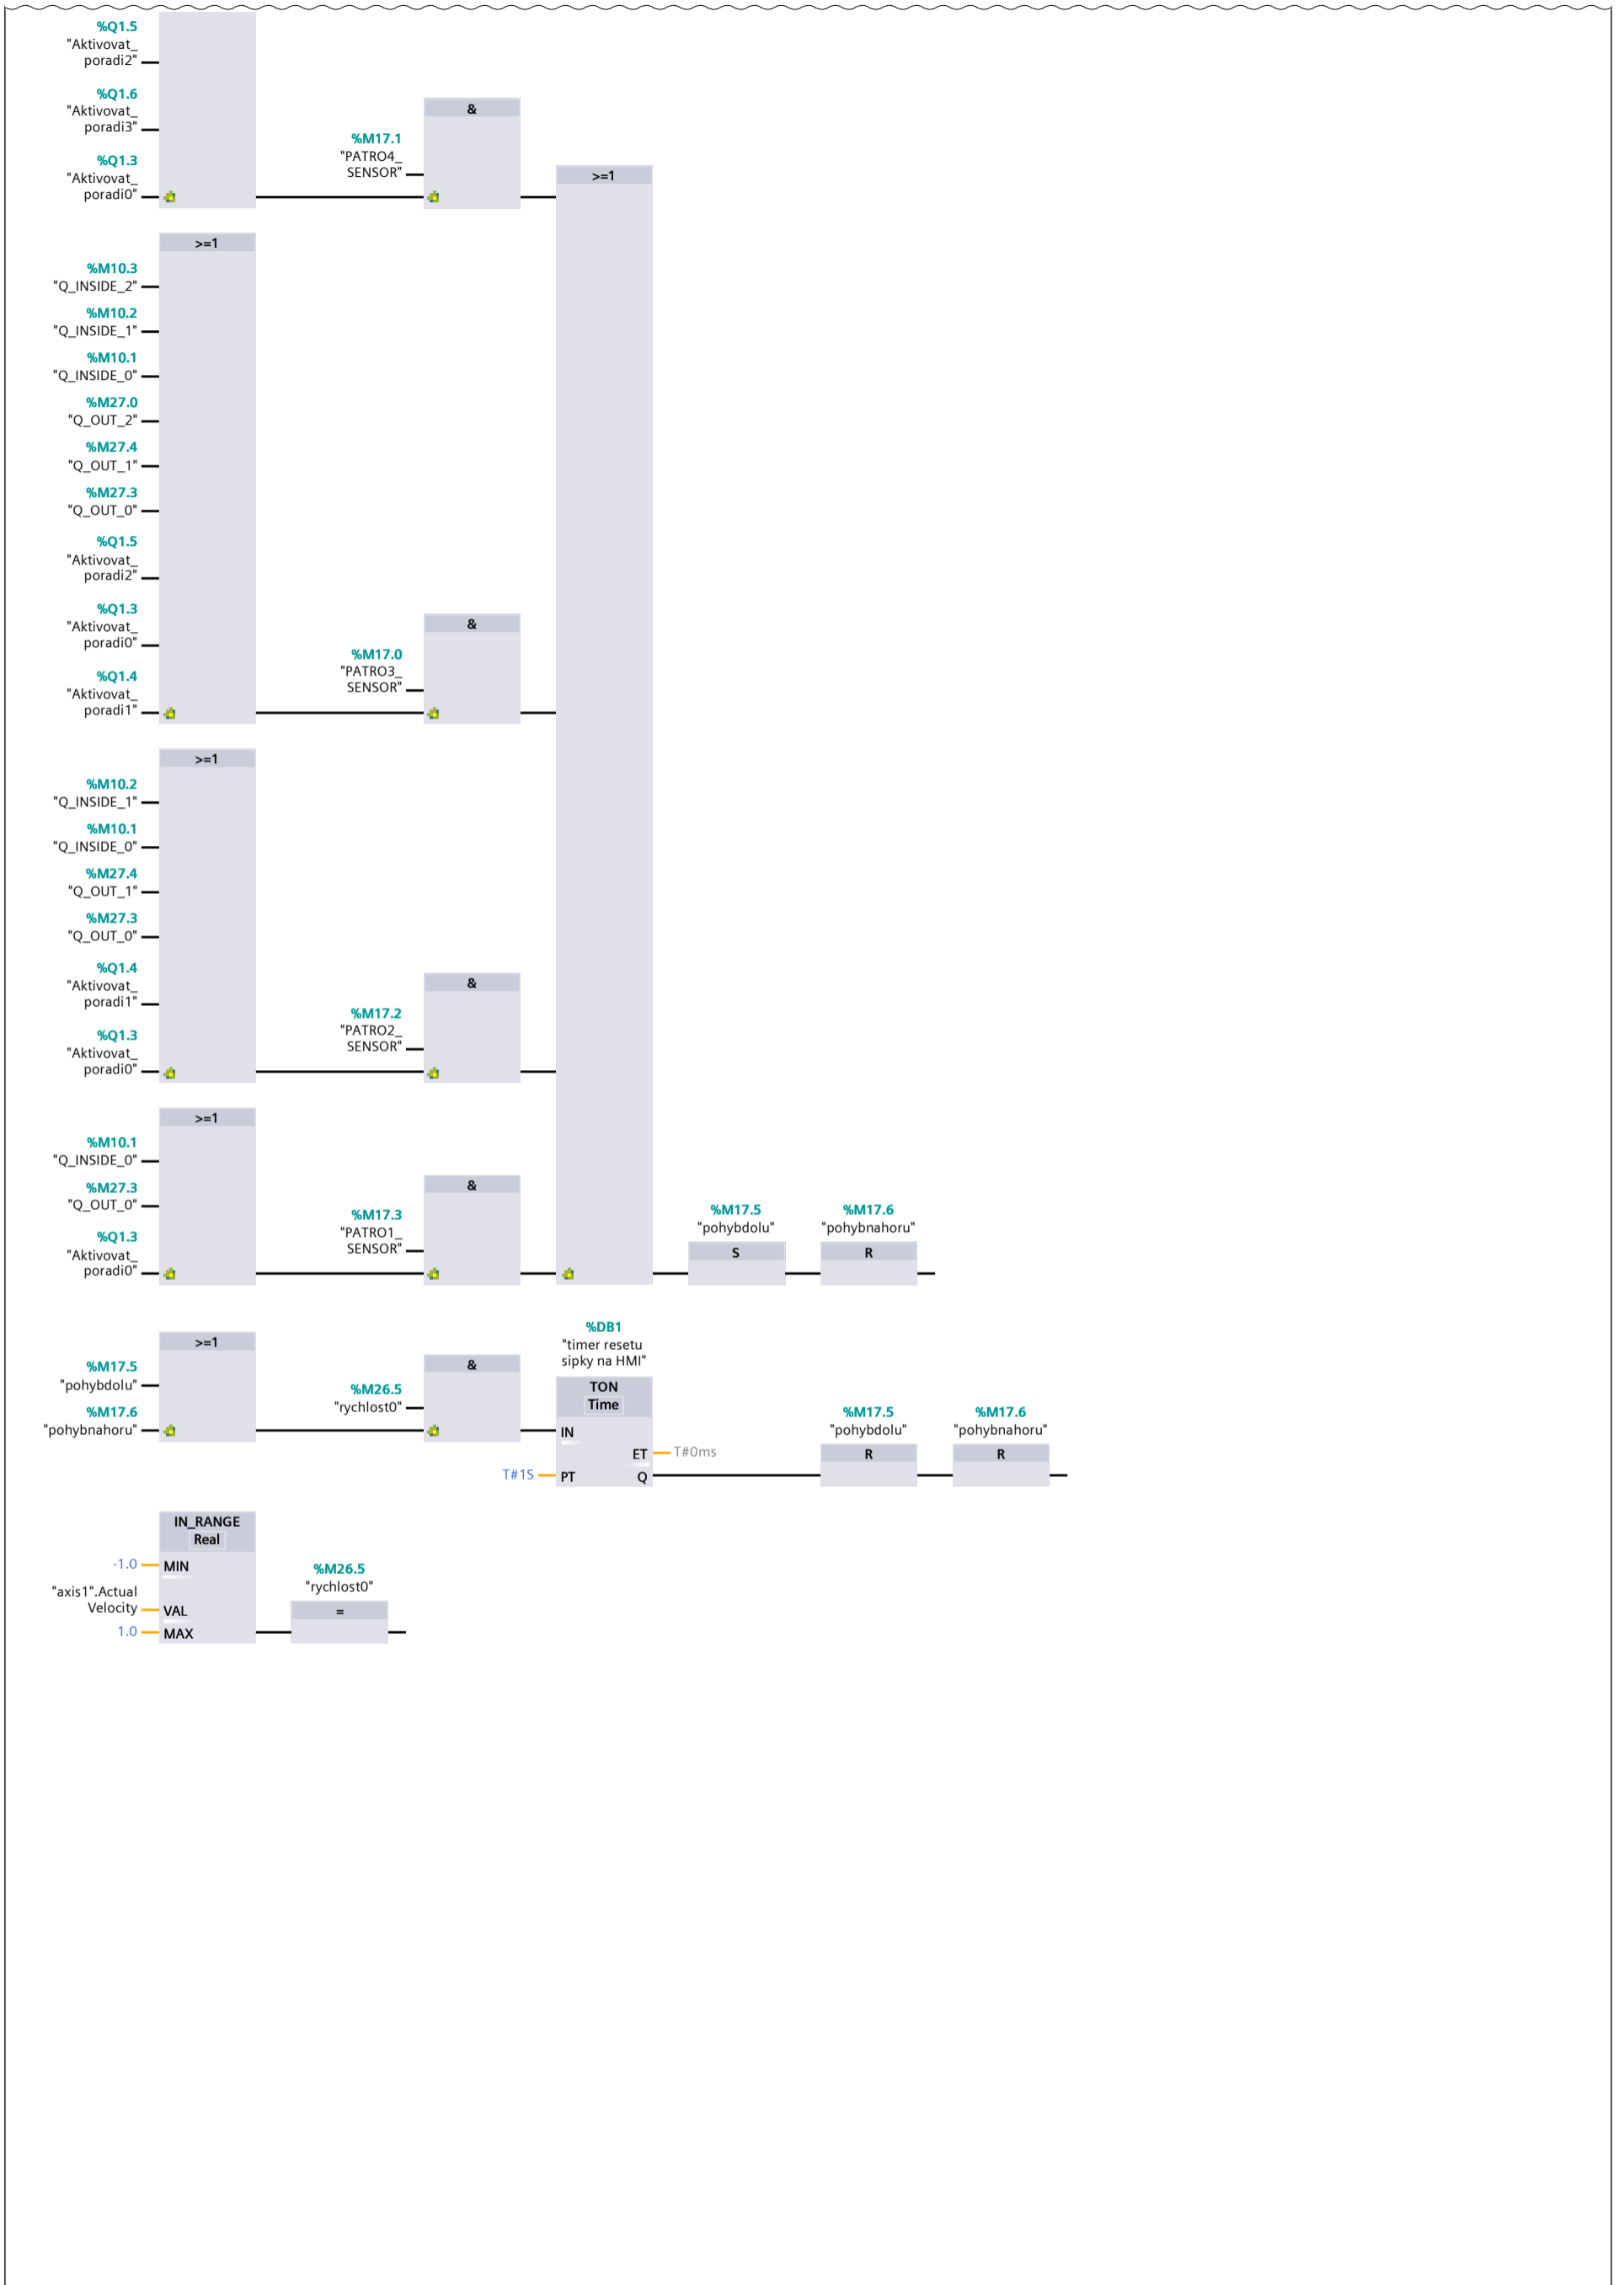 %Q1.5
"Aktivovat_
poradi2"
%Q1.6
"Aktivovat_
poradi3"
%Q1.3
"Aktivovat_
poradi0"
%M17.1
"PATRO4_
SENSOR"
&
>=1
>=1
%M10.3
"Q_INSIDE_2"
%M10.2
"Q_INSIDE_1"
%M10.1
"Q_INSIDE_0"
%M27.0
"Q_OUT_2"
%M27.4
"Q_OUT_1"
%M27.3
"Q_OUT_0"
%Q1.5
"Aktivovat_
poradi2"
%Q1.3
"Aktivovat_
poradi0"
%Q1.4
"Aktivovat_
poradi1"
%M17.0
"PATRO3_
SENSOR"
&
>=1
%M10.2
"Q_INSIDE_1"
%M10.1
"Q_INSIDE_0"
%M27.4
"Q_OUT_1"
%M27.3
"Q_OUT_0"
%Q1.4
"Aktivovat_
poradi1"
%Q1.3
"Aktivovat_
poradi0"
%M17.2
"PATRO2_
SENSOR"
&
>=1
%M10.1
"Q_INSIDE_0"
%M27.3
"Q_OUT_0"
%Q1.3
"Aktivovat_
poradi0"
%M17.3
"PATRO1_
SENSOR"
&
%M17.5
"pohybdolu"
S
%M17.6
"pohybnahoru"
R
>=1
%M17.5
"pohybdolu"
%M17.6
"pohybnahoru"
%M26.5
"rychlost0"
&
%DB1
"timer resetu
sipky na HMI"
TON
Time
IN
ET T#0ms
T#1S PT Q
%M17.5
"pohybdolu"
R
%M17.6
"pohybnahoru"
R
IN_RANGE
Real
-1.0 MIN
"axis1".Actual
Velocity VAL
1.0 MAX
%M26.5
"rychlost0"
=